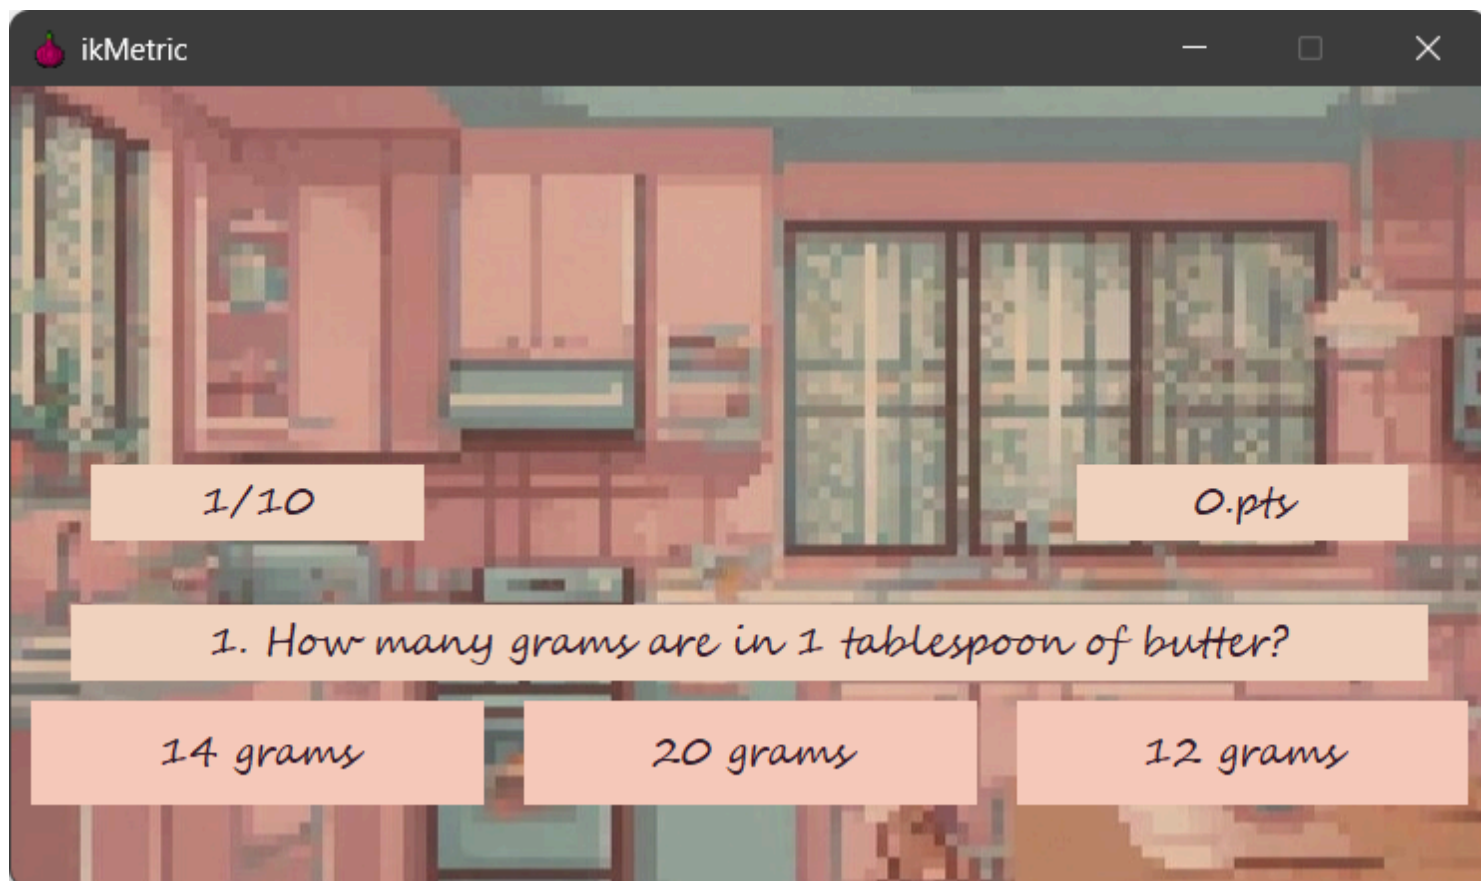 ikMetric
1/10
0.pts
1. How many grams are in 1 tablespoon of butter?
14 grams
20 grams
12 grams